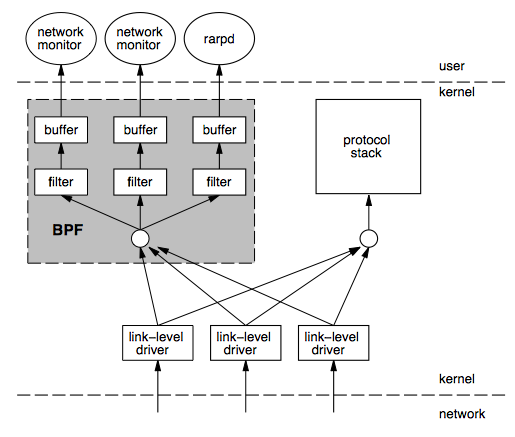 network
monitor
network
monitor
rarpd
user
kernel
buffer
buffer
buffer
protocol
stack
filter
filter
filter
BPF
link-level
driver
link-level
driver
link-level
driver
kernel
network